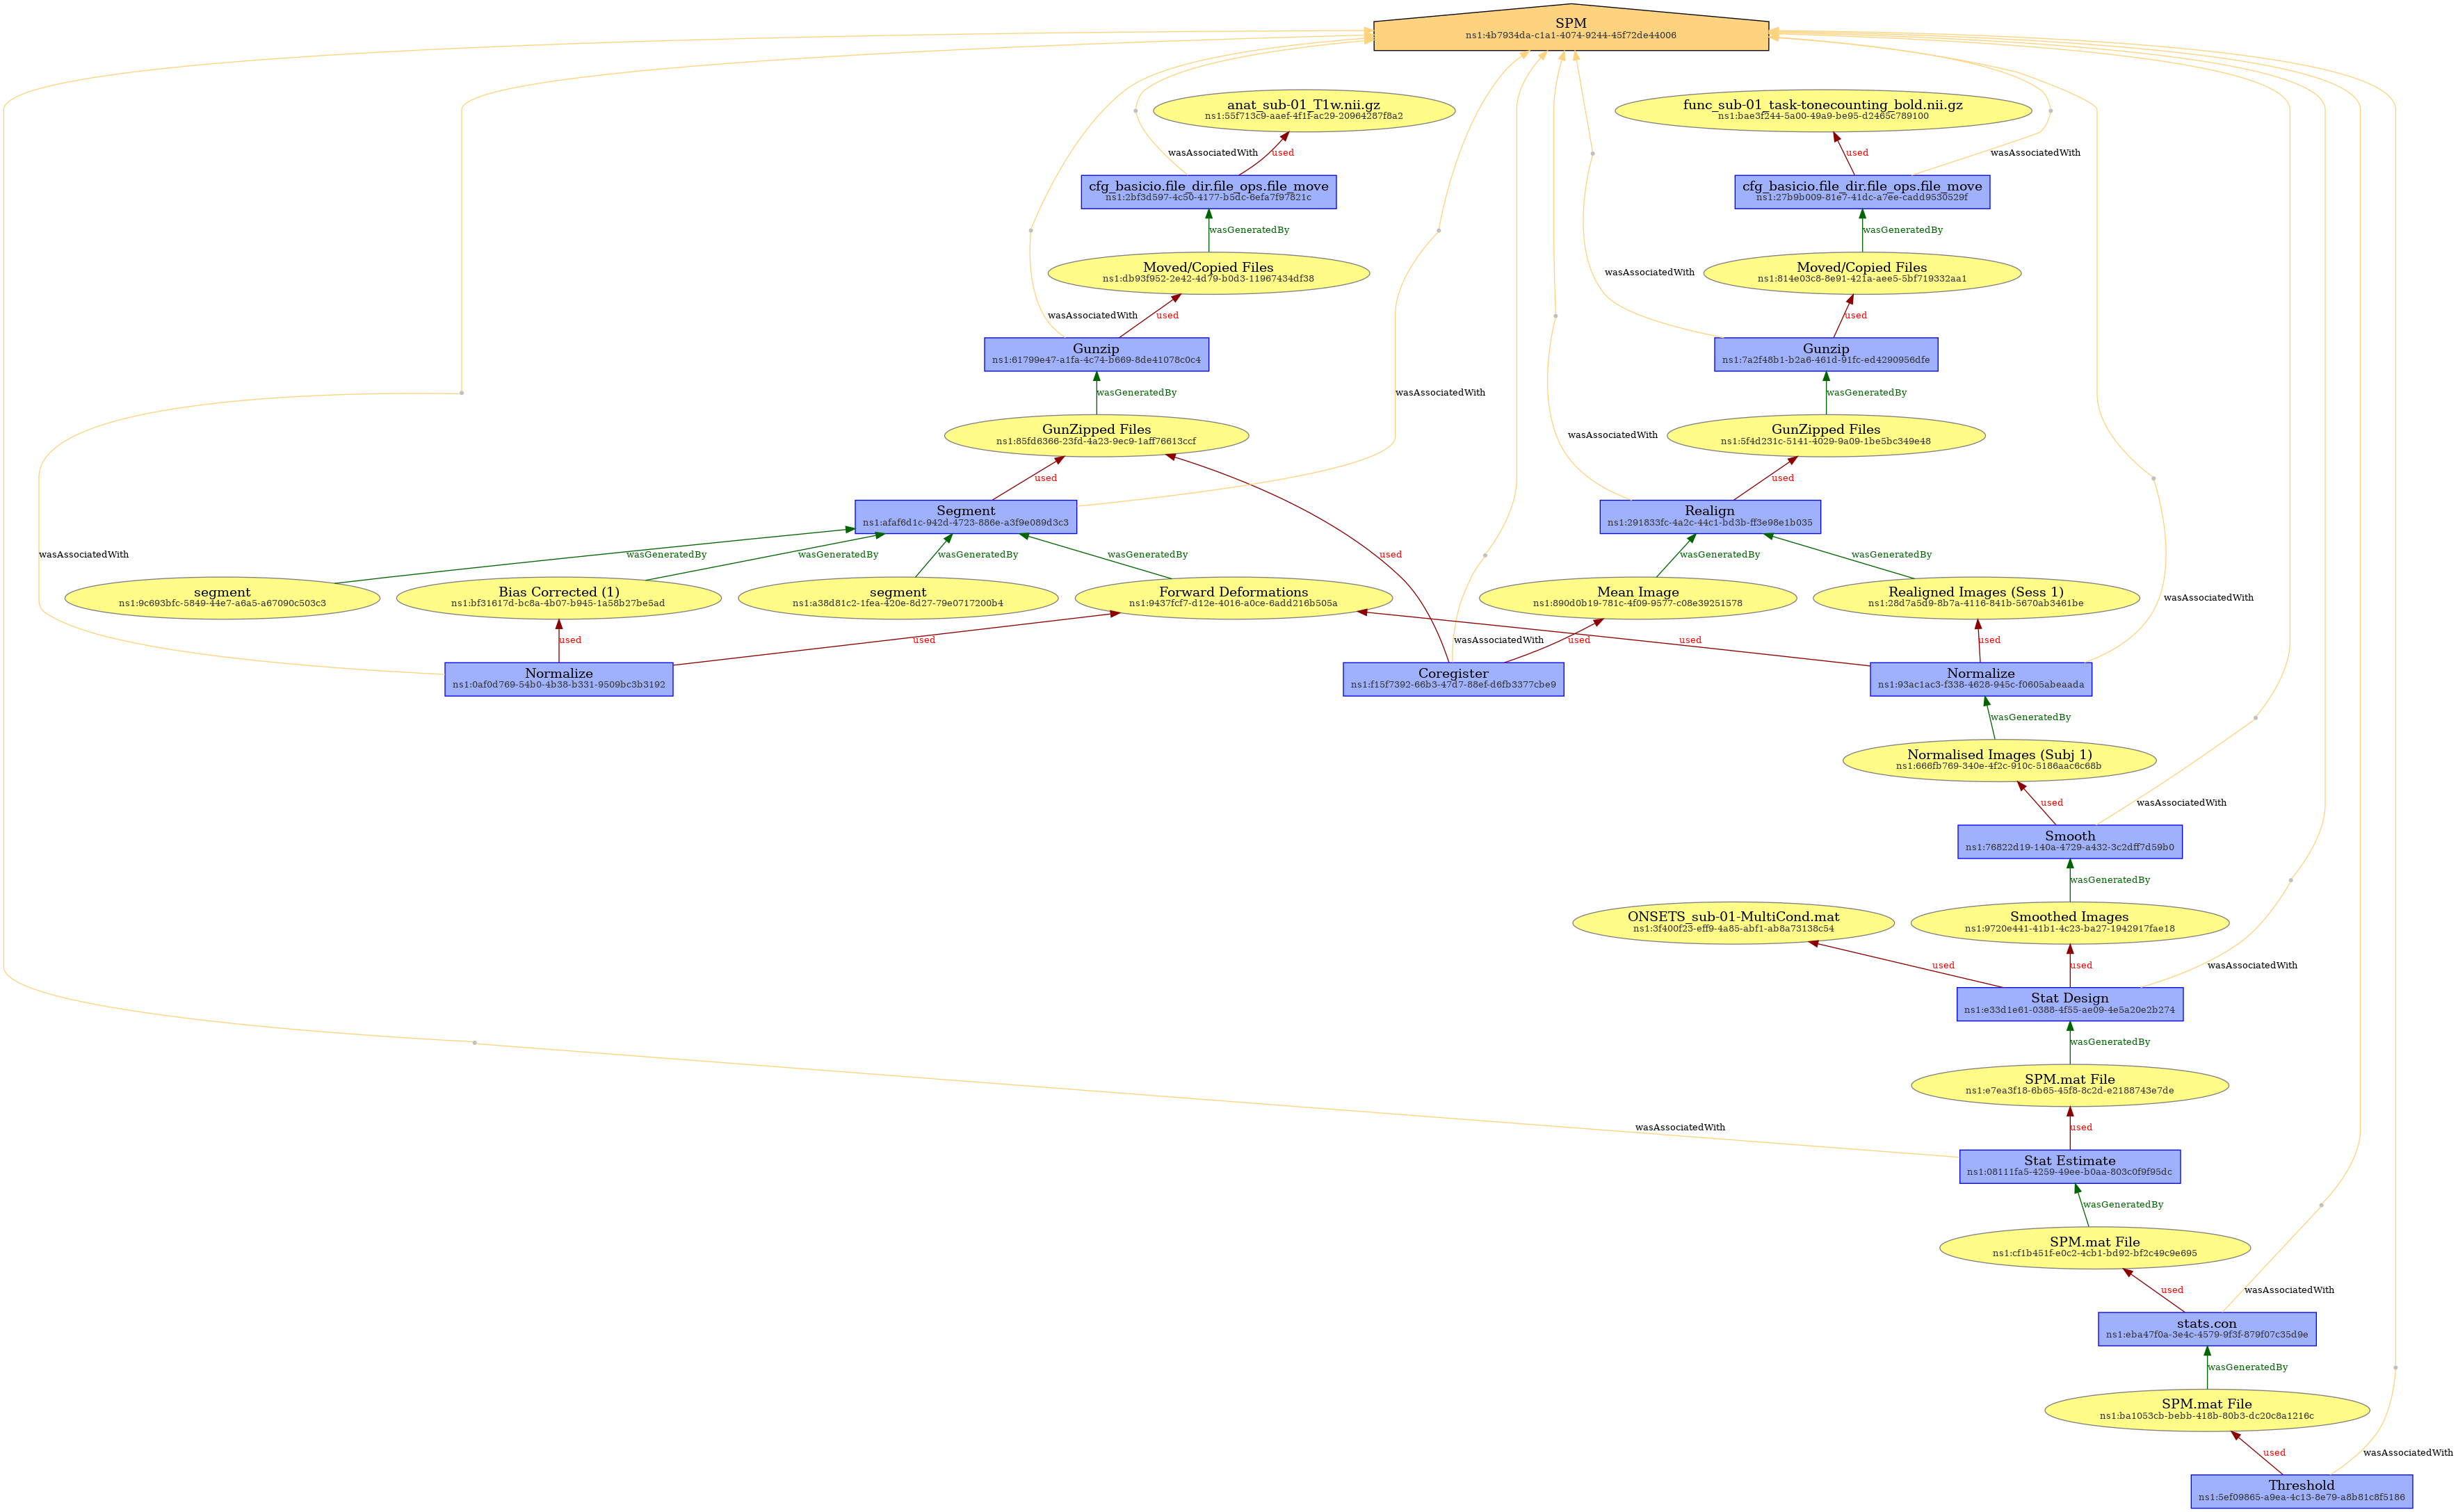 SPM
ns1:4b7934da-c1a1-4074-9244-45f72de44006
anat_sub-01_T1w.nii.gz
ns1:55f713c9-aaef-4f1f-ac29-20964287f8a2
func_sub-01_task-tonecounting_bold.nii.gz
ns1:bae3f244-5a00-49a9-be95-d2465c789100
wasAssociatedWith
used
used
wasAssociatedWith
cfg_basicio.file_dir.file_ops.file_move
ns1:2bf3d597-4c50-4177-b5dc-6efa7f97821c
cfg_basicio.file_dir.file_ops.file_move
ns1:27b9b009-81e7-41dc-a7ee-cadd9530529f
wasGeneratedBy
wasGeneratedBy
Moved/Copied Files
ns1:db93f952-2e42-4d79-b0d3-11967434df38
Moved/Copied Files
ns1:814e03c8-8e91-421a-aee5-5bf719332aa1
wasAssociatedWith
wasAssociatedWith
used
used
Gunzip
ns1:61799e47-a1fa-4c74-b669-8de41078c0c4
Gunzip
ns1:7a2f48b1-b2a6-461d-91fc-ed4290956dfe
wasGeneratedBy
wasAssociatedWith
wasGeneratedBy
GunZipped Files
ns1:85fd6366-23fd-4a23-9ec9-1aff76613ccf
wasAssociatedWith
GunZipped Files
ns1:5f4d231c-5141-4029-9a09-1be5bc349e48
used
used
Segment
ns1:afaf6d1c-942d-4723-886e-a3f9e089d3c3
Realign
ns1:291833fc-4a2c-44c1-bd3b-ff3e98e1b035
wasAssociatedWith
wasGeneratedBy
wasGeneratedBy
wasGeneratedBy
wasGeneratedBy
used
wasGeneratedBy
wasGeneratedBy
segment
ns1:9c693bfc-5849-44e7-a6a5-a67090c503c3
Bias Corrected (1)
ns1:bf31617d-bc8a-4b07-b945-1a58b27be5ad
segment
ns1:a38d81c2-1fea-420e-8d27-79e0717200b4
Forward Deformations
ns1:9437fcf7-d12e-4016-a0ce-6add216b505a
Mean Image
ns1:890d0b19-781c-4f09-9577-c08e39251578
Realigned Images (Sess 1)
ns1:28d7a5d9-8b7a-4116-841b-5670ab3461be
wasAssociatedWith
used
used
wasAssociatedWith
used
used
used
Normalize
ns1:0af0d769-54b0-4b38-b331-9509bc3b3192
Coregister
ns1:f15f7392-66b3-47d7-88ef-d6fb3377cbe9
Normalize
ns1:93ac1ac3-f338-4628-945c-f0605abeaada
wasGeneratedBy
Normalised Images (Subj 1)
ns1:666fb769-340e-4f2c-910c-5186aac6c68b
used
wasAssociatedWith
Smooth
ns1:76822d19-140a-4729-a432-3c2dff7d59b0
wasGeneratedBy
ONSETS_sub-01-MultiCond.mat
ns1:3f400f23-eff9-4a85-abf1-ab8a73138c54
Smoothed Images
ns1:9720e441-41b1-4c23-ba27-1942917fae18
used
used
wasAssociatedWith
Stat Design
ns1:e33d1e61-0388-4f55-ae09-4e5a20e2b274
wasGeneratedBy
SPM.mat File
ns1:e7ea3f18-6b65-45f8-8c2d-e2188743e7de
wasAssociatedWith
used
Stat Estimate
ns1:08111fa5-4259-49ee-b0aa-803c0f9f95dc
wasGeneratedBy
SPM.mat File
ns1:cf1b451f-e0c2-4cb1-bd92-bf2c49c9e695
used
wasAssociatedWith
stats.con
ns1:eba47f0a-3e4c-4579-9f3f-879f07c35d9e
wasGeneratedBy
SPM.mat File
ns1:ba1053cb-bebb-418b-80b3-dc20c8a1216c
used
wasAssociatedWith
Threshold
ns1:5ef09865-a9ea-4c13-8e79-a8b81c8f5186